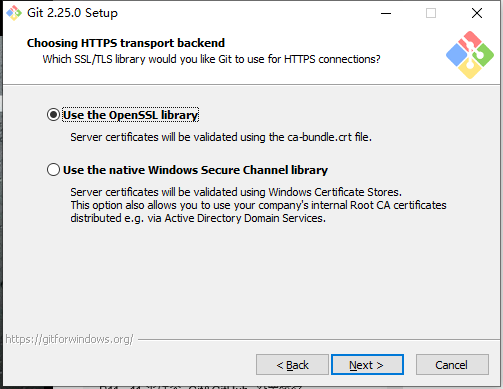 Git 2.25.0 Setup
Choosing HTTPS transport backend
Which SSL/TLS library would you like Git to use for HTTPS connections?
Use the OpenSSL library
Server certificates will be validated using the ca-bundle.crt file.
Use the native Windows Secure Channel library
Server certificates will be validated using Windows Certificate Stores.
This option also allows you to use your company's internal Root CA certificates
distributed e.g. via Active Directory Domain Services.
https://gitforwindows.org/
< Back
Next >
Cancel